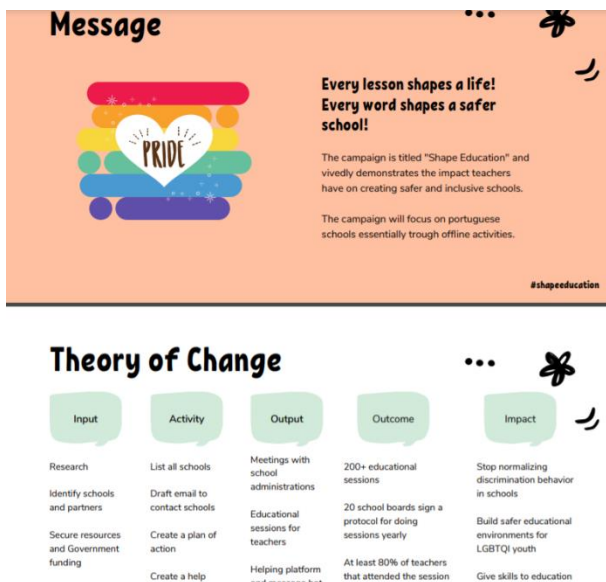 Message
PRIDE
Every lesson shapes a life!
Every word shapes a safer
school!
The campaign is titled "Shape Education" and
vividly demonstrates the impact teachers
have on creating safer and inclusive schools.
The campaign will focus on portuguese
schools essentially trough offline activities.
#shapeeducation
Theory of Change
Input
Research
Identify schools
and partners
Secure resources
and Government
funding
Activity
List all schools
Draft email to
contact schools
Create a plan of
action
Create a help
Output
Meetings with
school
administrations
Educational
sessions for
teachers
Helping platform
Outcome
200+ educational
sessions
20 school boards sign a
protocol for doing
sessions yearly
At least 80% of teachers
that attended the session
Impact
Stop normalizing
discrimination behavior
in schools
Build safer educational
environments for
LGBTQI youth
Give skills to education